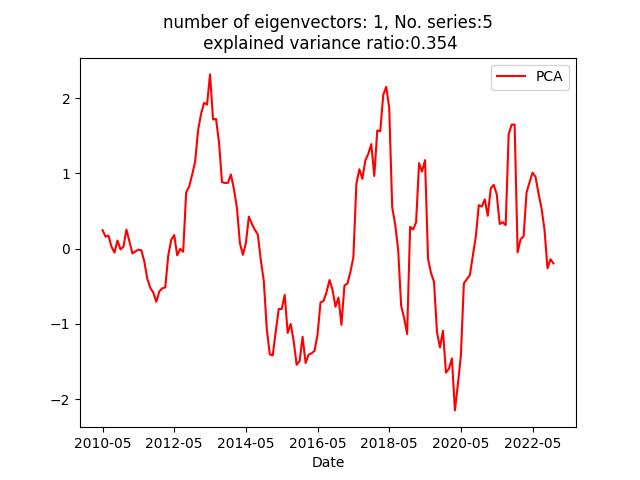 number of eigenvectors: 1, No. series:5
explained variance ratio:0.354
PCA
2
1
0
−1
−2
2010-05 2012-05 2014-05 2016-05 2018-05 2020-05 2022-05
Date